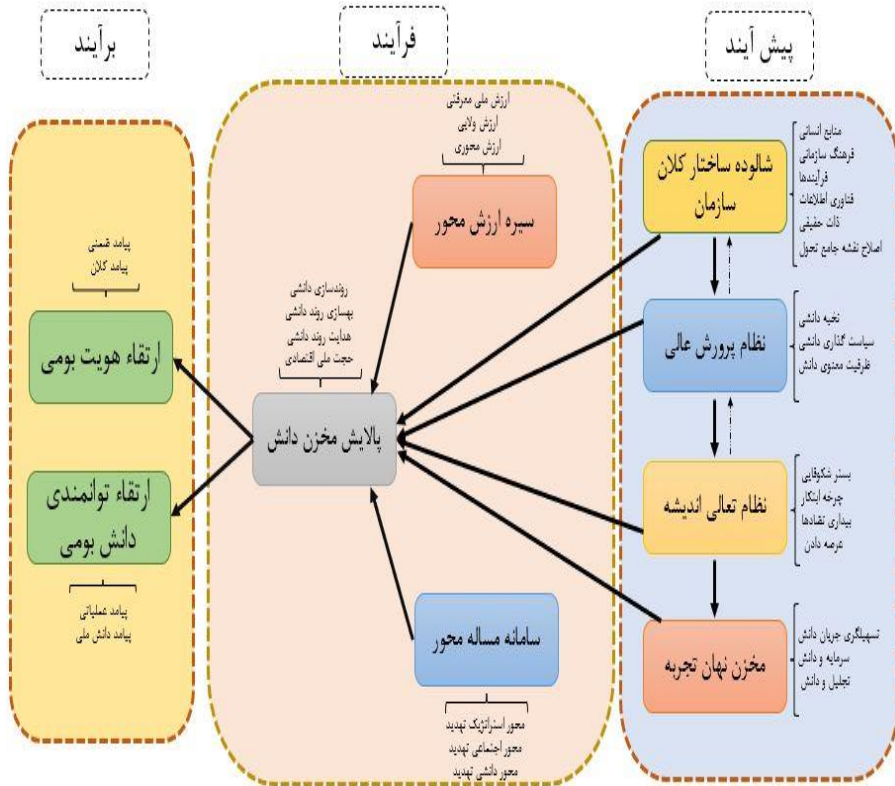 پیش آیند
فرآیند
برآیند
شالوده ساختار کلان
سازمان
منابع انسانی
فرهنگ سازمانی
فرآیندها
فناوری اطلاعات
ذات حقیقی
اصلاح نقشه جامع تحول
نظام پرورش عالی
نخبه دانشی
سیاست گذاری دانشی
ظرفیت معنوی دانش
نظام تعالی اندیشه
بستر شکوفایی
چرخه ابتکار
بیداری نقادها
عرصه دادن
مخزن نهان تجربه
تسهیلگری جریان دانش
سرمایه و دانش
تجلیل و دانش
ارزش ملی معرفتی
ارزش ولایی
ارزش محوری
سیره ارزش محور
روندسازی دانشی
بهسازی روند دانشی
هدایت روند دانشی
حجت ملی اقتصادی
پالایش مخزن دانش
سامانه مساله محور
محور استراتژیک تهدید
محور اجتماعی تهدید
محور دانشی تهدید
پیامد ضمنی
پیامد کلان
ارتقاء هویت بومی
ارتقاء توانمندی
دانش بومی
پیامد عملیاتی
پیامد دانش ملی